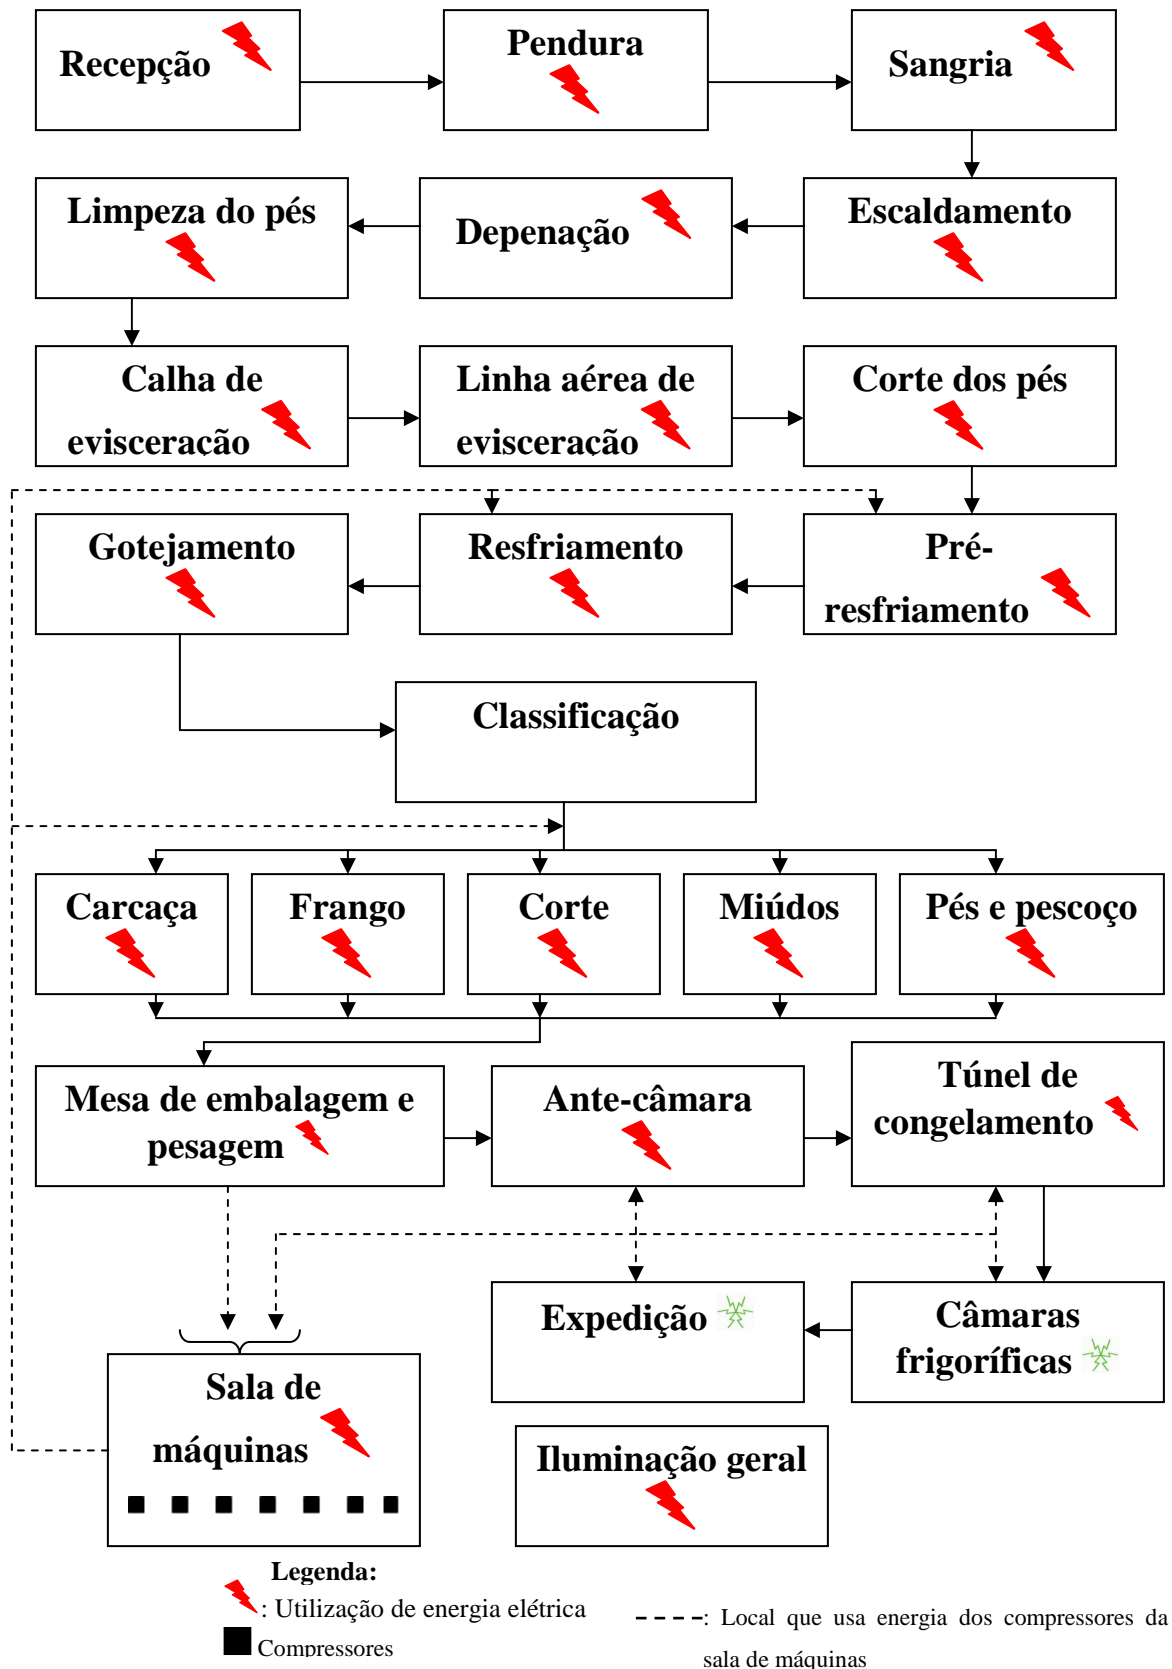 Recepção
Pendura
Sangria
Limpeza do pés
Depenação
Escaldamento
Calha de
evisceração
Linha aérea de
evisceração
Corte dos pés
Gotejamento
Resfriamento
Pré-
resfriamento
Classificação
Carcaça
Frango
Corte
Miúdos
Pés e pescoço
Mesa de embalagem e
pesagem
Ante-câmara
Túnel de
congelamento
Expedição
Câmaras
frigoríficas
Sala de
máquinas
Iluminação geral
Legenda:
: Utilização de energia elétrica
Compressores
: Local que usa energia dos compressores da
sala de máquinas